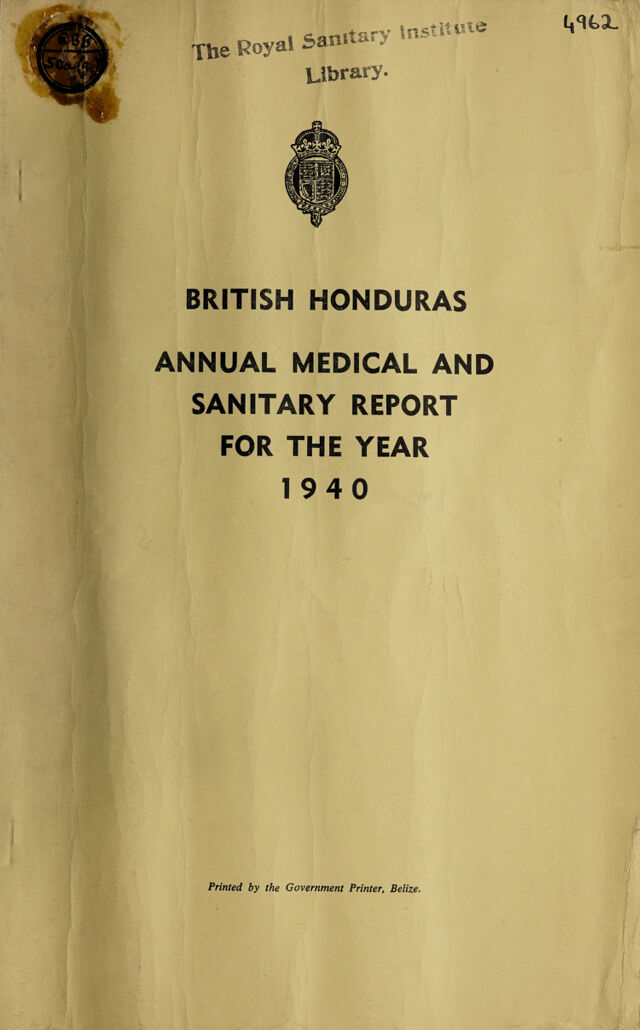 4962
The Royal Sanitary Institute
Library.
BRITISH HONDURAS
ANNUAL MEDICAL AND
SANITARY REPORT
FOR THE YEAR
1940
Printed by the Government Printer, Belize.